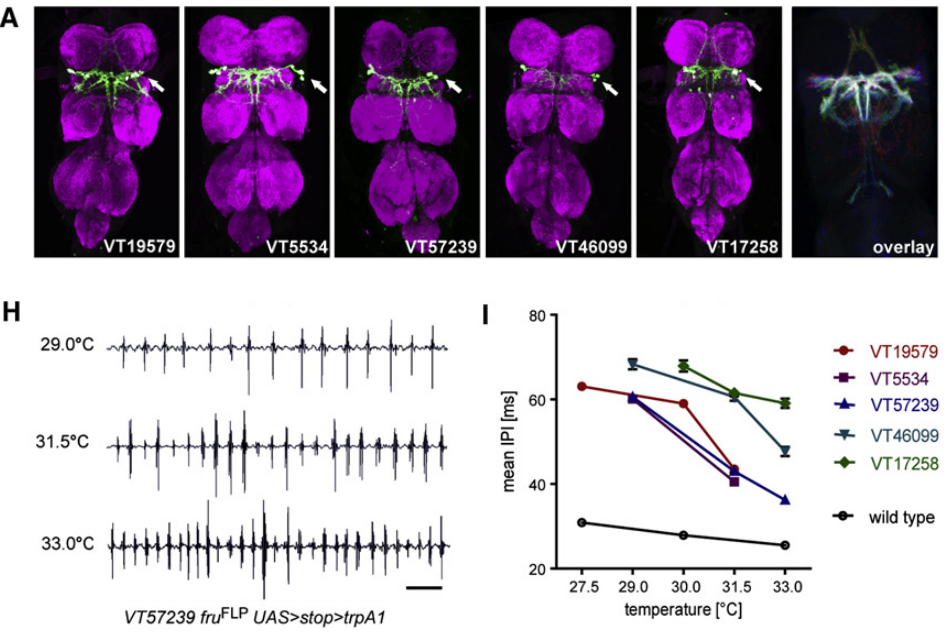 A
VT19579
VT5534
VT57239
VT46099
VT17258
overlay
H
29.0°C
31.5°C
33.0°C
VT57239 fruFLP UAS>stop>trpA1
I
mean IPI [ms]
80
60
40
20
27.5
29.0
30.0
31.5
33.0
temperature [°C]
VT19579
VT5534
VT57239
VT46099
VT17258
wild type